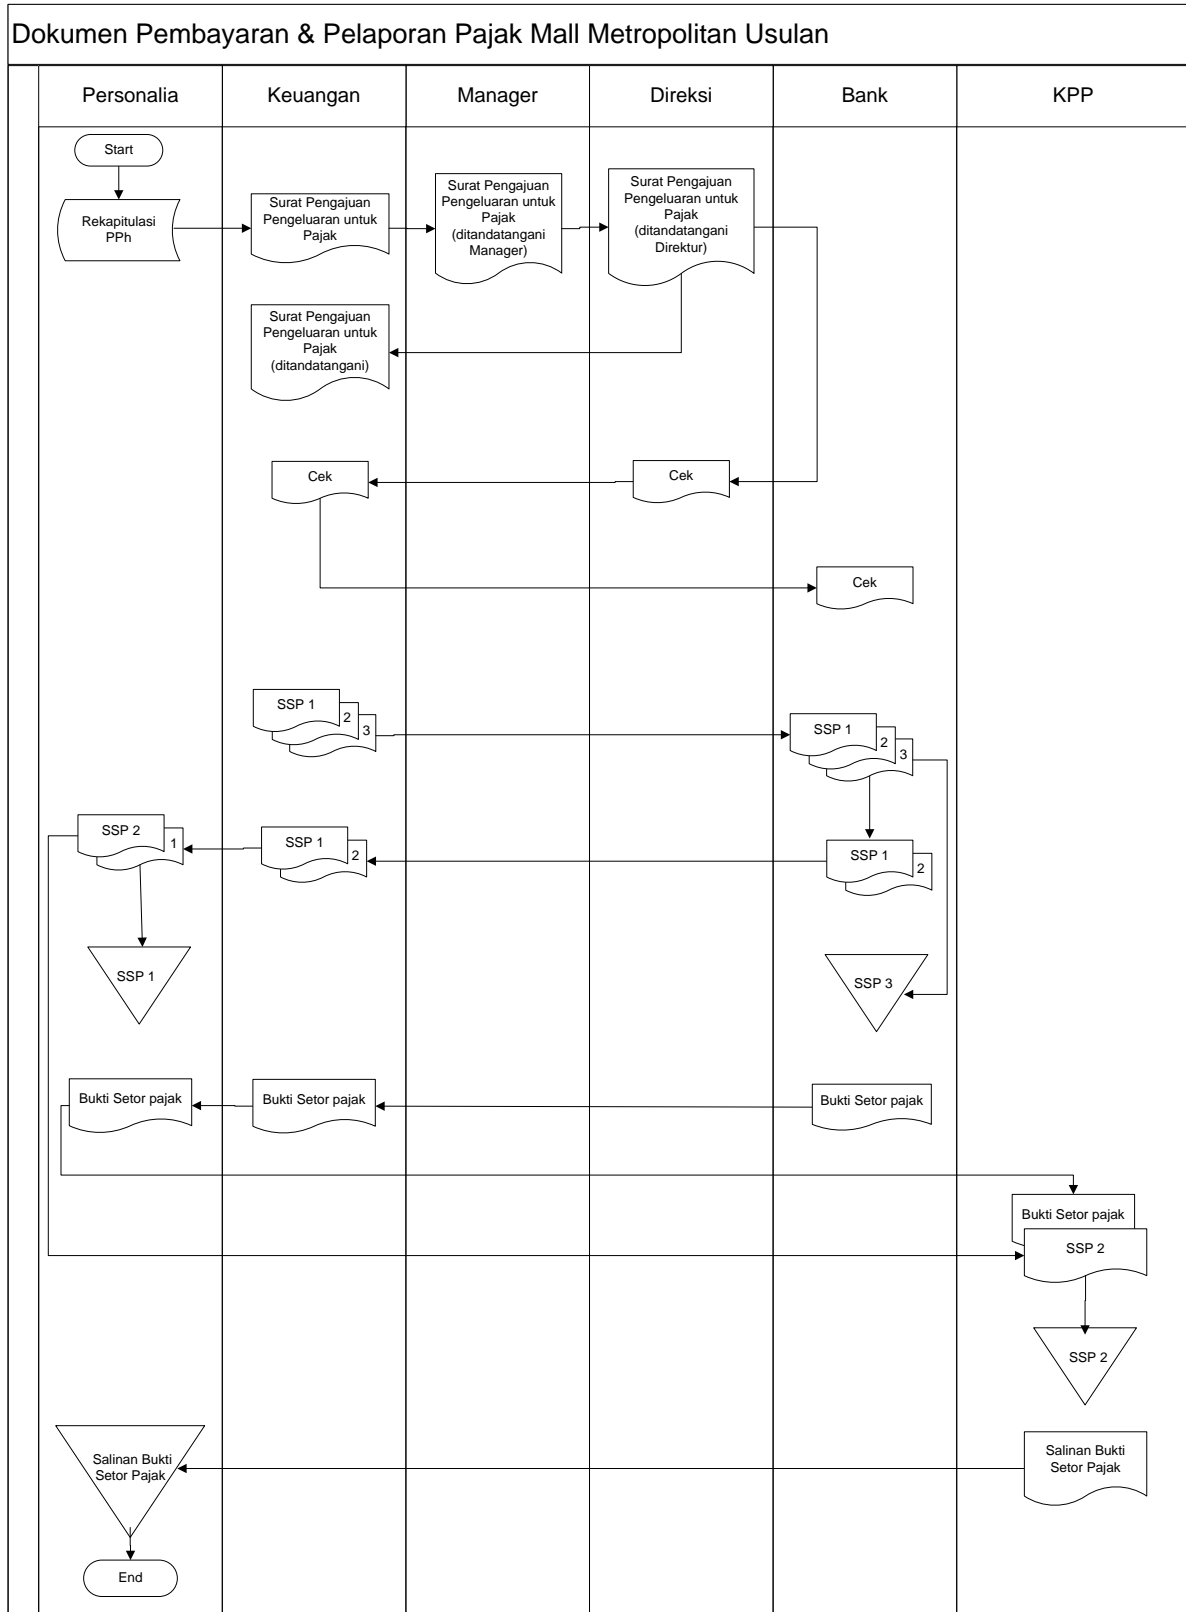 Dokumen Pembayaran & Pelaporan Pajak Mall Metropolitan Usulan
Personalia
Keuangan
Manager
Direksi
Bank
KPP
Start
Rekapitulasi
PPh
Surat Pengajuan
Pengeluaran untuk
Pajak
Surat Pengajuan
Pengeluaran untuk
Pajak
(ditandatangani
Manager)
Surat Pengajuan
Pengeluaran untuk
Pajak
(ditandatangani
Direktur)
Surat Pengajuan
Pengeluaran untuk
Pajak
(ditandatangani)
Cek
Cek
Cek
SSP 1
2
3
SSP 1
2
3
SSP 2
1
SSP 1
2
SSP 1
2
SSP 1
SSP 3
Bukti Setor pajak
Bukti Setor pajak
Bukti Setor pajak
Bukti Setor pajak
SSP 2
SSP 2
Salinan Bukti
Setor Pajak
Salinan Bukti
Setor Pajak
End